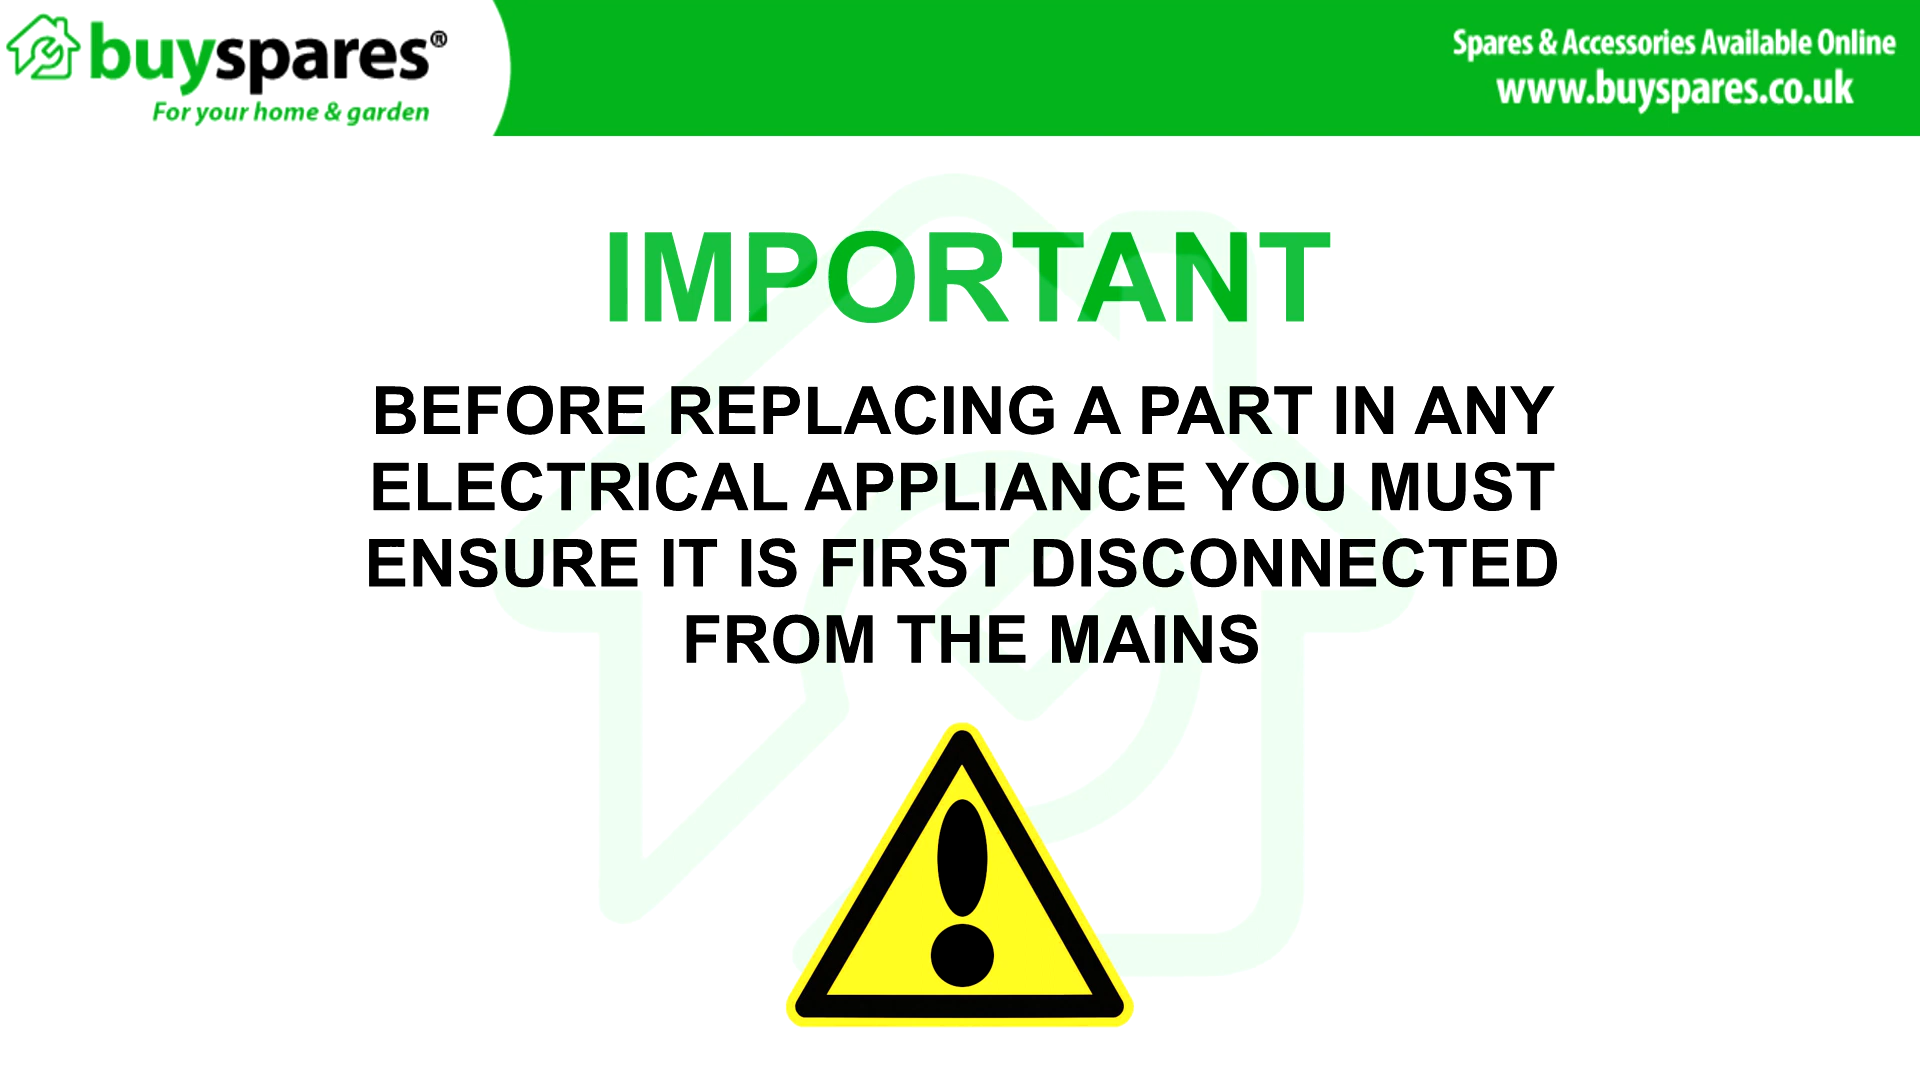 buyspares®
For your home & garden
Spares & Accessories Available Online
www.buyspares.co.uk
IMPORTANT
BEFORE REPLACING A PART IN ANY
ELECTRICAL APPLIANCE YOU MUST
ENSURE IT IS FIRST DISCONNECTED
FROM THE MAINS